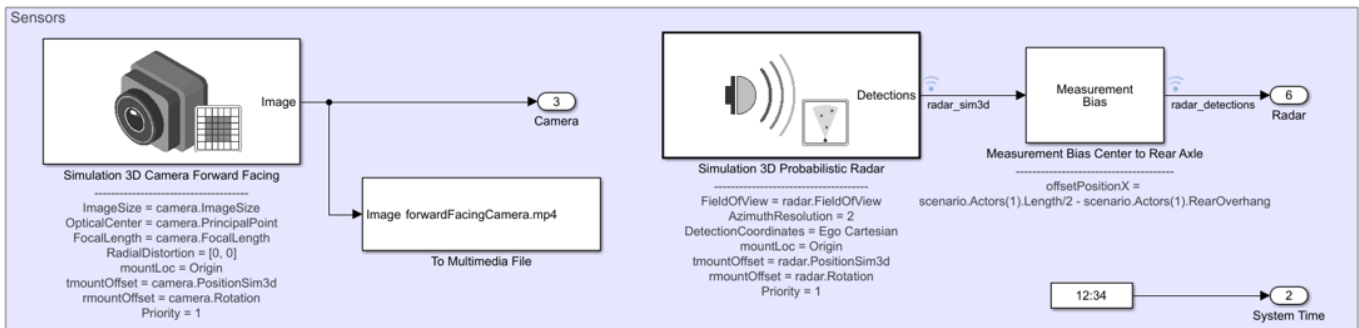 Sensors
Image
3
Camera
Simulation 3D Camera Forward Facing
-------------------------------------
ImageSize = camera.ImageSize
OpticalCenter = camera.PrincipalPoint
FocalLength = camera.FocalLength
RadialDistortion = [0, 0]
mountLoc = Origin
tmountOffset = camera.PositionSim3d
rmountOffset = camera.Rotation
Priority = 1
Image forwardFacingCamera.mp4
To Multimedia File
Detections
radar_sim3d
Simulation 3D Probabilistic Radar
-------------------------------------
FieldOfView = radar.FieldOfView
AzimuthResolution = 2
DetectionCoordinates = Ego Cartesian
mountLoc = Origin
tmountOffset = radar.PositionSim3d
rmountOffset = radar.Rotation
Priority = 1
Measurement
Bias
radar_detections
6
Radar
Measurement Bias Center to Rear Axle
-------------------------------------
offsetPositionX =
scenario.Actors(1).Length/2 - scenario.Actors(1).RearOverhang
12:34
2
System Time